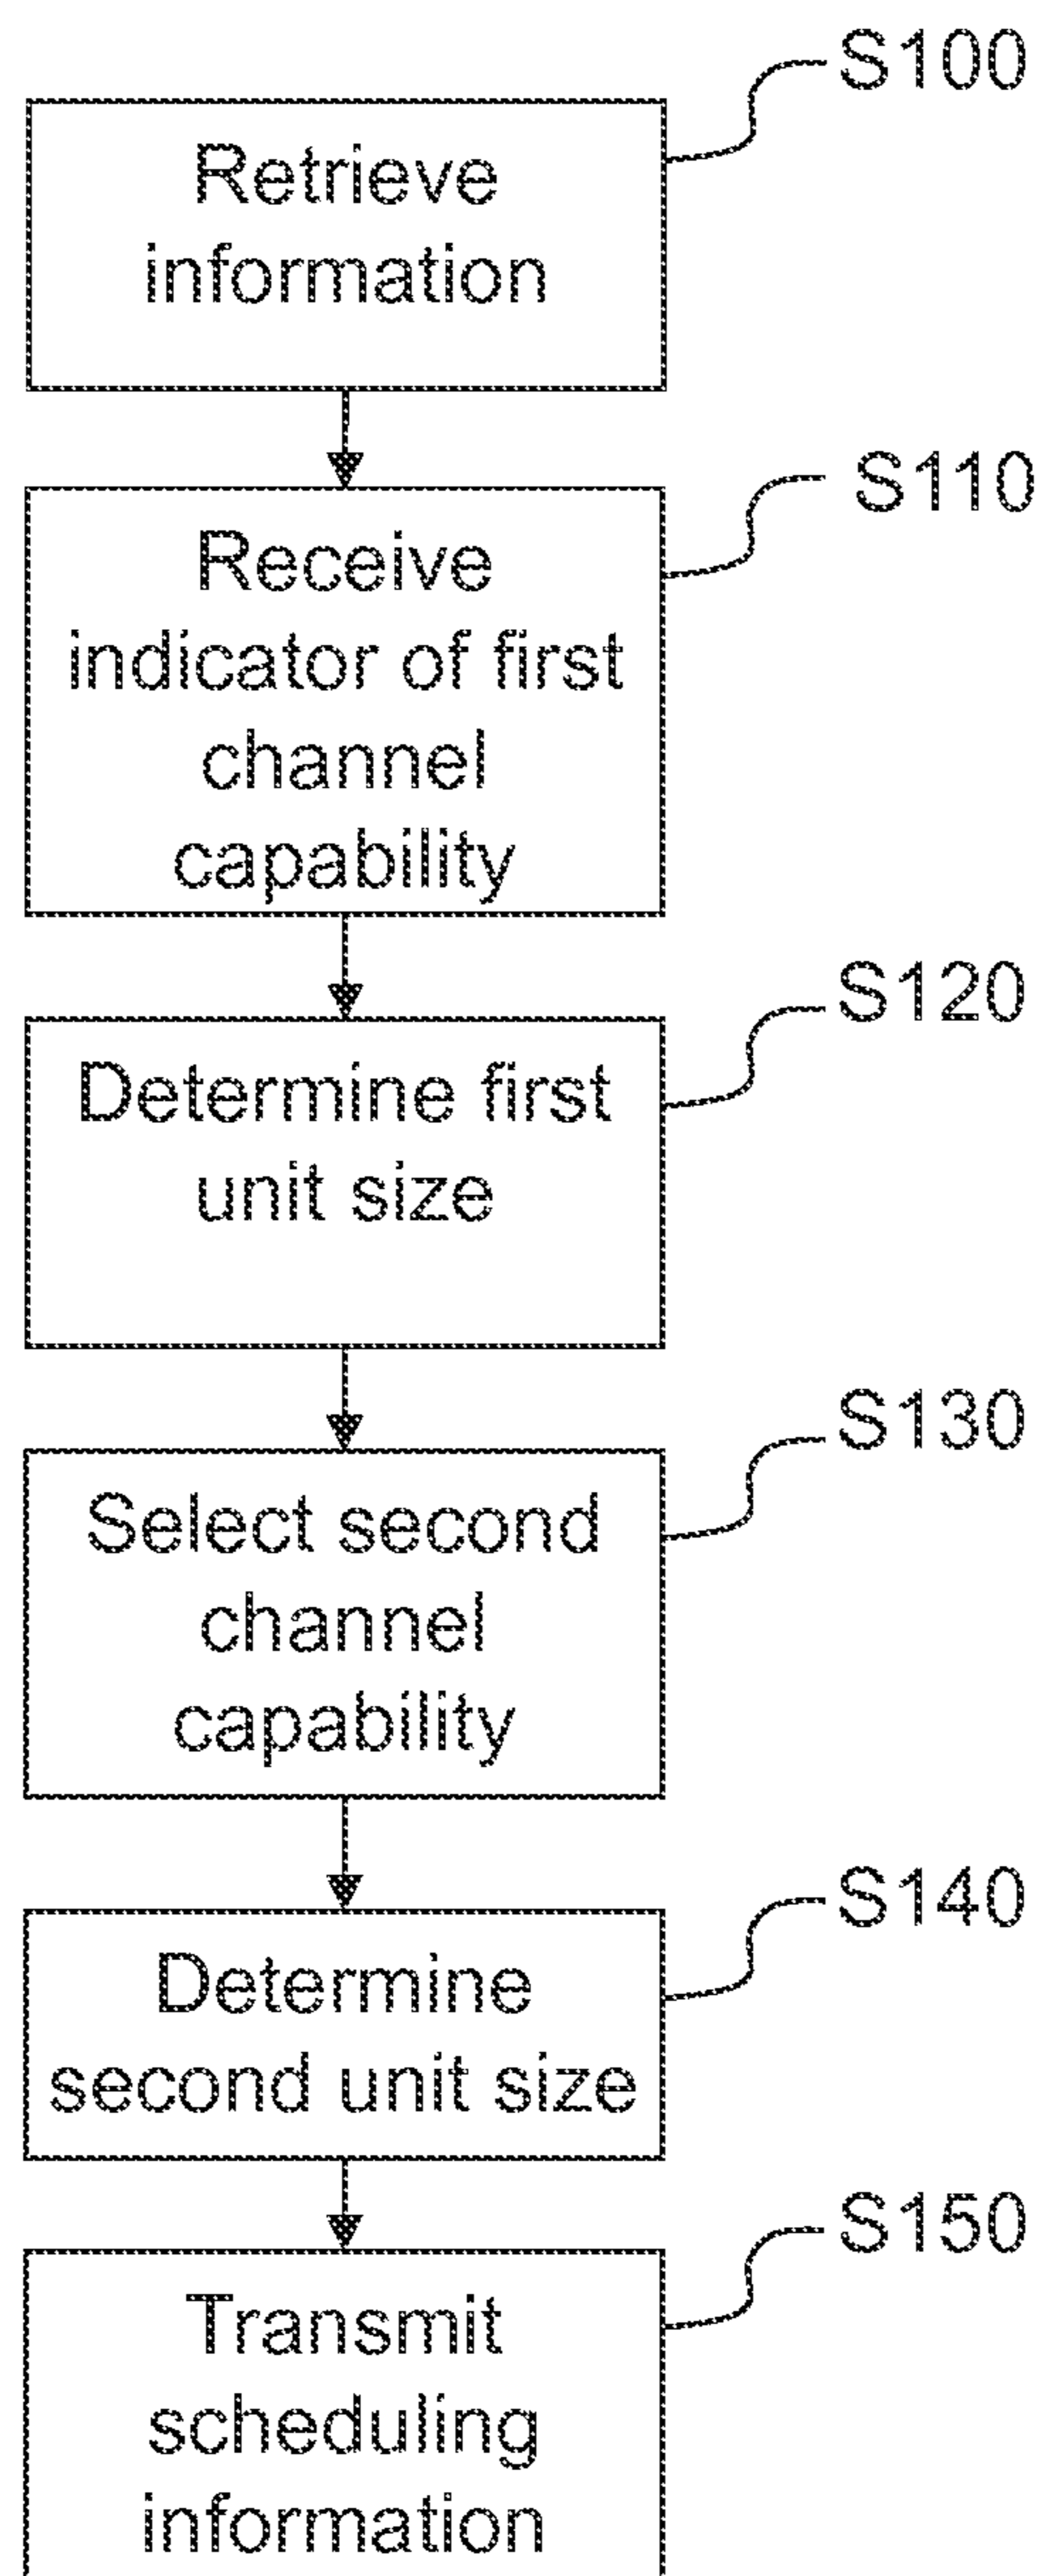 S100
Retrieve
information
S110
Receive
indicator of first
channel
capability
S120
Determine first
unit size
S130
Select second
channel
capability
S140
Determine
second unit size
S150
Transmit
scheduling
information